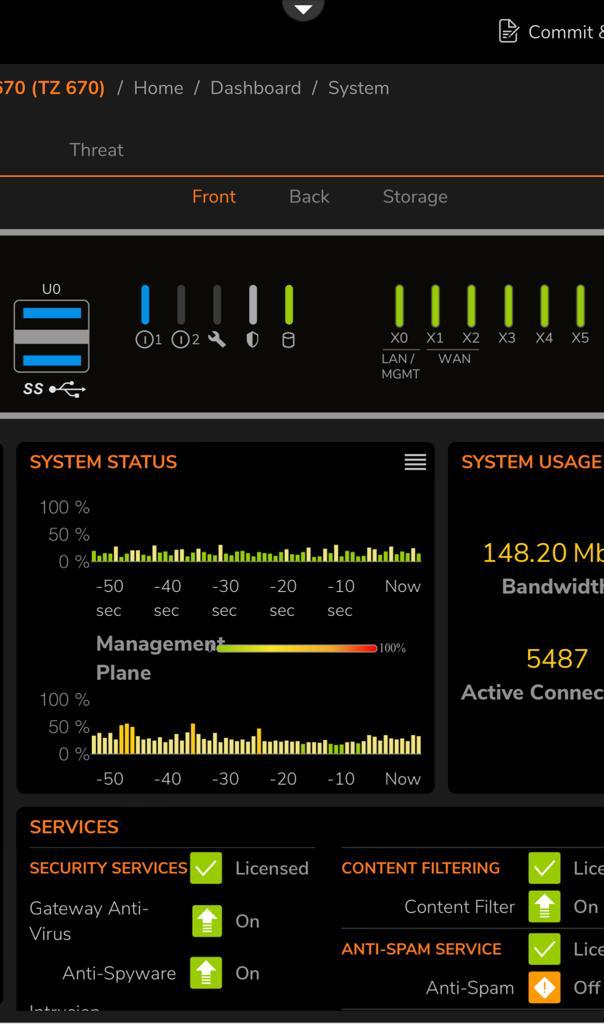 Commit &
670 (TZ 670) / Home / Dashboard / System
Threat
Front Back Storage
U0
1 2
X0 X1 X2 X3 X4 X5
LAN / WAN
MGMT
SS
SYSTEM STATUS
SYSTEM USAGE
100 %
50 %
0 %
-50 -40 -30 -20 -10 Now
sec sec sec sec sec
148.20 Mb
Bandwidth
Management
Plane
100%
5487
Active Connec
100 %
50 %
0 %
-50 -40 -30 -20 -10 Now
SERVICES
SECURITY SERVICES Licensed
Gateway Anti-
Virus
On
Anti-Spyware On
Intrusion
CONTENT FILTERING Lice
Content Filter On
ANTI-SPAM SERVICE Lice
Anti-Spam Off